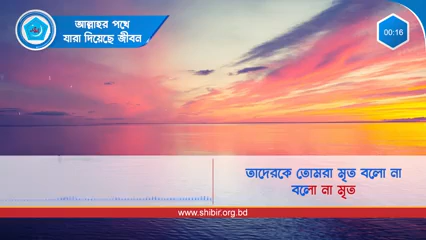 আল্লাহর পথে
যারা দিয়েছে জীবন
00:16
তাদেরকে তোমরা মৃত বলো না
বলো না মৃত
www.shibir.org.bd